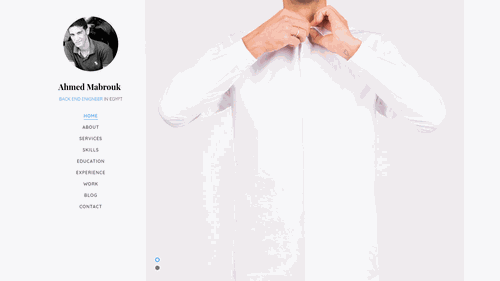 Ahmed Mabrouk
BACK END ENGINEER IN EGYPT
HOME
ABOUT
SERVICES
SKILLS
EDUCATION
EXPERIENCE
WORK
BLOG
CONTACT